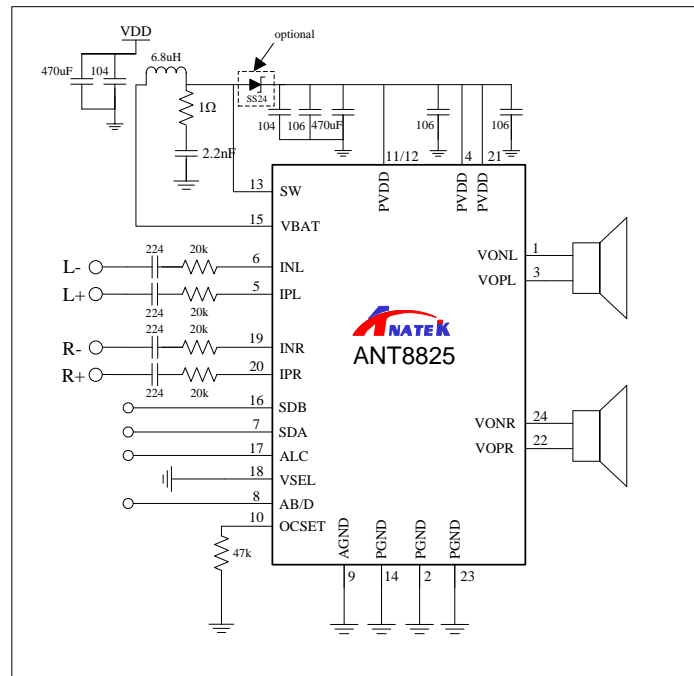 VDD
optional
6.8uH
470uF
104
SS24
1Ω
104
106
470uF
106
106
2.2nF
11/12
4
21
13
SW
PVDD
PVDD
PVDD
15
VBAT
224
20k
L-
6
INL
VONL
1
L+
5
IPL
VOPL
3
224
20k
224
20k
R-
19
INR
ANATEK
R+
20
IPR
ANT8825
224
20k
16
SDB
7
SDA
VONR
24
17
ALC
VOPR
22
18
VSEL
8
AB/D
10
OCSET
47k
AGND
PGND
PGND
PGND
9
14
2
23